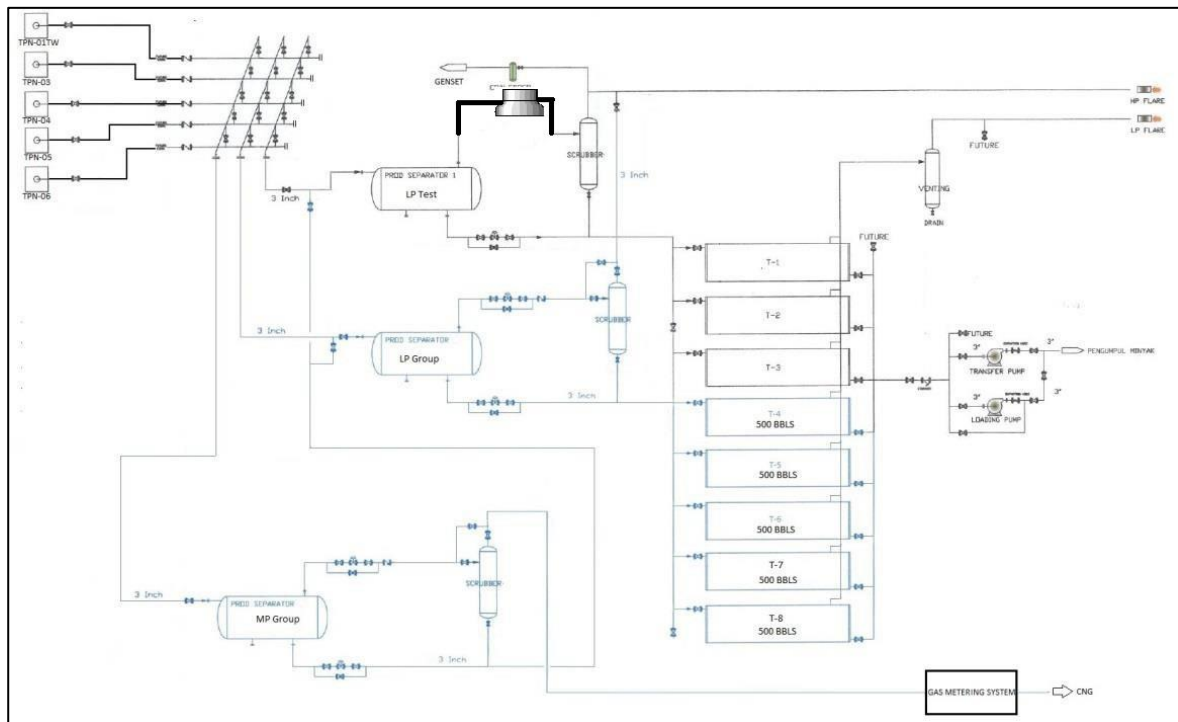 TPN-01TW
TPN-03
TPN-04
TPN-05
TPN-06
GENSET
HP FLARE
LP FLARE
FUTURE
SCRUBBER
VENTING
DRAIN
3 Inch
PROD SEPARATOR 1
LP Test
3 Inch
FUTURE
T-1
T-2
T-3
T-4
500 BBLS
T-5
500 BBLS
T-6
500 BBLS
T-7
500 BBLS
T-8
500 BBLS
SCRUBBER
3 Inch
PROD SEPARATOR
LP Group
3 Inch
FUTURE
3"
3"
TRANSFER PUMP
PENGUMPUL MINYAK
3"
3"
LOADING PUMP
SCRUBBER
3 Inch
PROD SEPARATOR
MP Group
3 Inch
GAS METERING SYSTEM
CNG